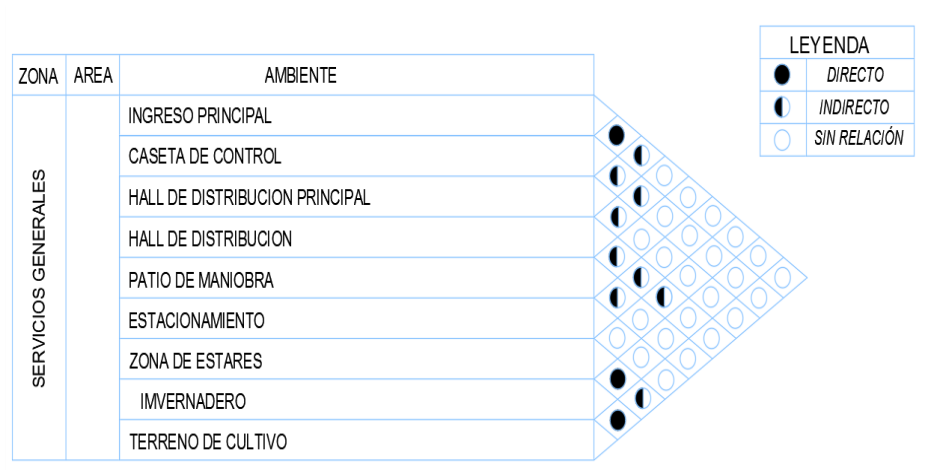 LEYENDA
DIRECTO
INDIRECTO
SIN RELACIÓN
ZONA AREA AMBIENTE
SERVICIOS GENERALES
INGRESO PRINCIPAL
CASETA DE CONTROL
HALL DE DISTRIBUCION PRINCIPAL
HALL DE DISTRIBUCION
PATIO DE MANIOBRA
ESTACIONAMIENTO
ZONA DE ESTARES
IMVERNADERO
TERRENO DE CULTIVO